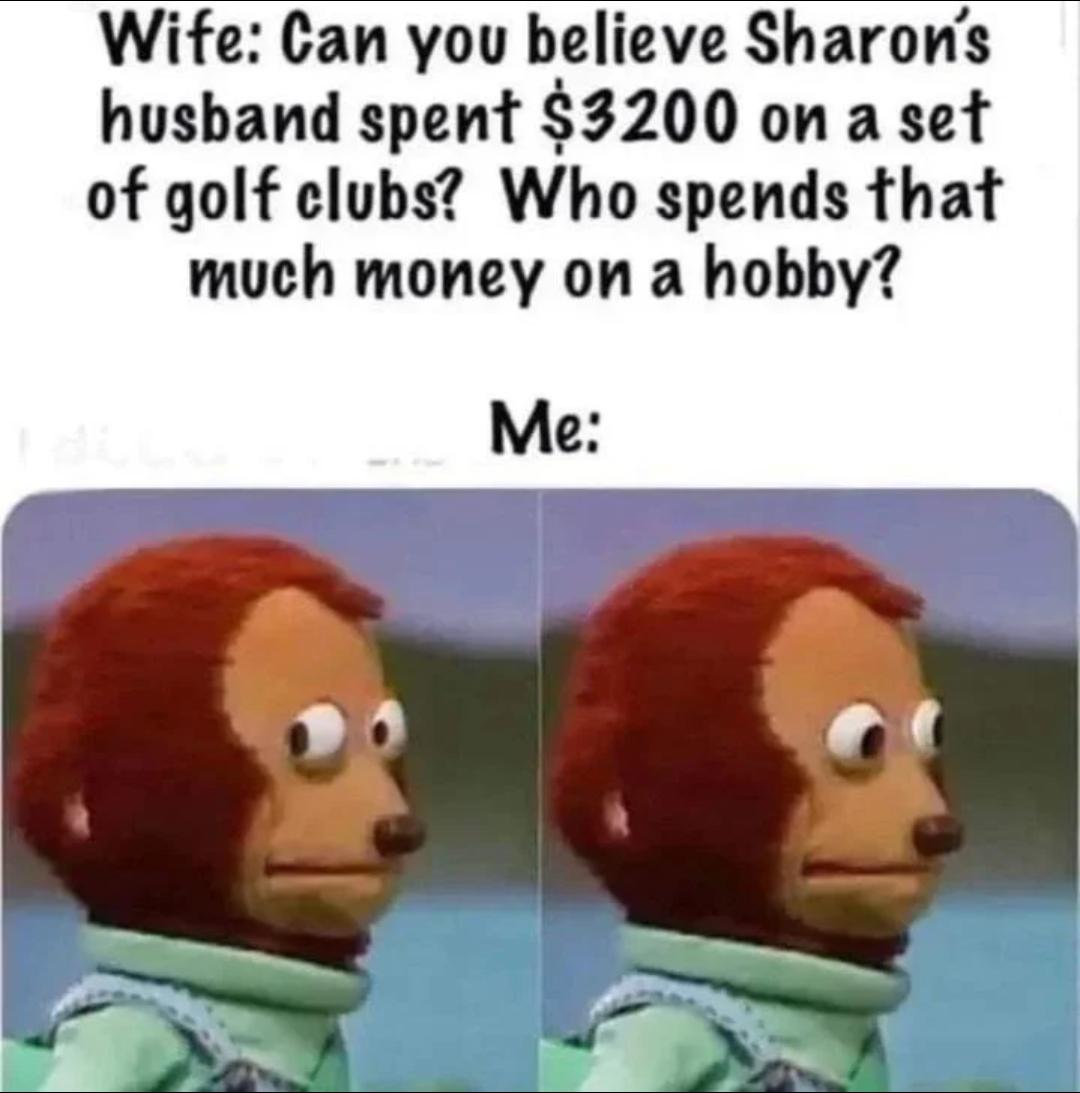 Wife: Can you believe Sharon's
husband spent $3200 on a set
of golf clubs? Who spends that
much money on a hobby?
Me: